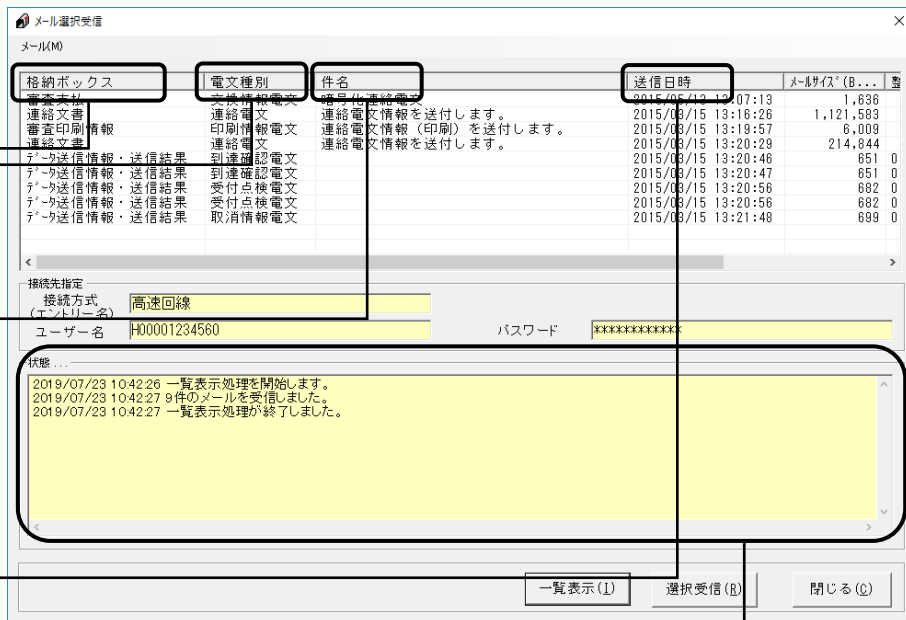 メール選択受信
メール(M)
格納ボックス 電文種別 件名 送信日時 メールサイズ(B... 整
審査支払 交換情報電文 暗号化連絡電文 2015/05/13 13:07:13 1,636
連絡文書 連絡電文 連絡電文情報を送付します。 2015/03/15 13:16:26 1,121,583
審査印刷情報 印刷情報電文 連絡電文情報（印刷）を送付します。 2015/03/15 13:19:57 6,009
連絡文書 連絡電文 連絡電文情報を送付します。 2015/03/15 13:20:29 214,844
データ送信情報・送信結果 到達確認電文 2015/03/15 13:20:46 651 0
データ送信情報・送信結果 到達確認電文 2015/03/15 13:20:47 651 0
データ送信情報・送信結果 受付点検電文 2015/03/15 13:20:56 682 0
データ送信情報・送信結果 受付点検電文 2015/03/15 13:20:56 682 0
データ送信情報・送信結果 取消情報電文 2015/03/15 13:21:48 699 0
接続先指定
接続方式
(エントリー名) 高速回線
ユーザー名 H00001234560 パスワード ************
状態 ...
2019/07/23 10:42:26 一覧表示処理を開始します。
2019/07/23 10:42:27 9件のメールを受信しました。
2019/07/23 10:42:27 一覧表示処理が終了しました。
一覧表示(I) 選択受信(R) 閉じる(C)